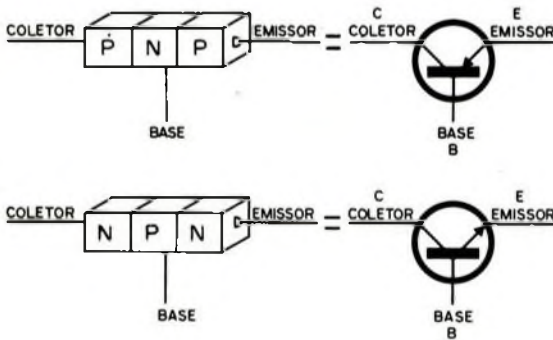 C E
COLETOR P N P EMISSOR = COLETOR EMISSOR
BASE BASE
B
C E
COLETOR N P N EMISSOR = COLETOR EMISSOR
BASE BASE
B